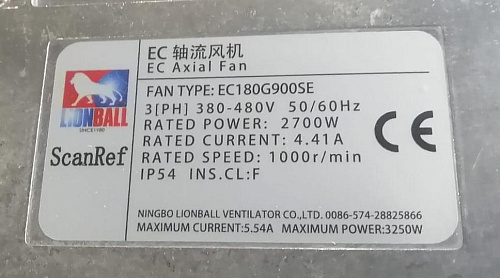 EC 轴流风机
EC Axial Fan
LIONBALL
ScanRef
FAN TYPE: EC180G900SE
3[PH] 380-480V 50/60Hz
RATED POWER: 2700W
RATED CURRENT: 4.41A
RATED SPEED: 1000r/min
IP54 INS.CL:F
CE
NINGBO LIONBALL VENTILATOR CO.,LTD. 0086-574-28825866
MAXIMUM CURRENT:5.54A MAXIMUM POWER:3250W